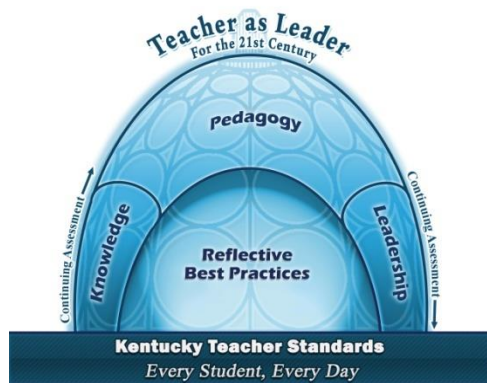 Teacher as Leader
For the 21st Century
Pedagogy
Continuing Assessment
Knowledge
Reflective
Best Practices
Leadership
Continuing Assessment
Kentucky Teacher Standards
Every Student, Every Day